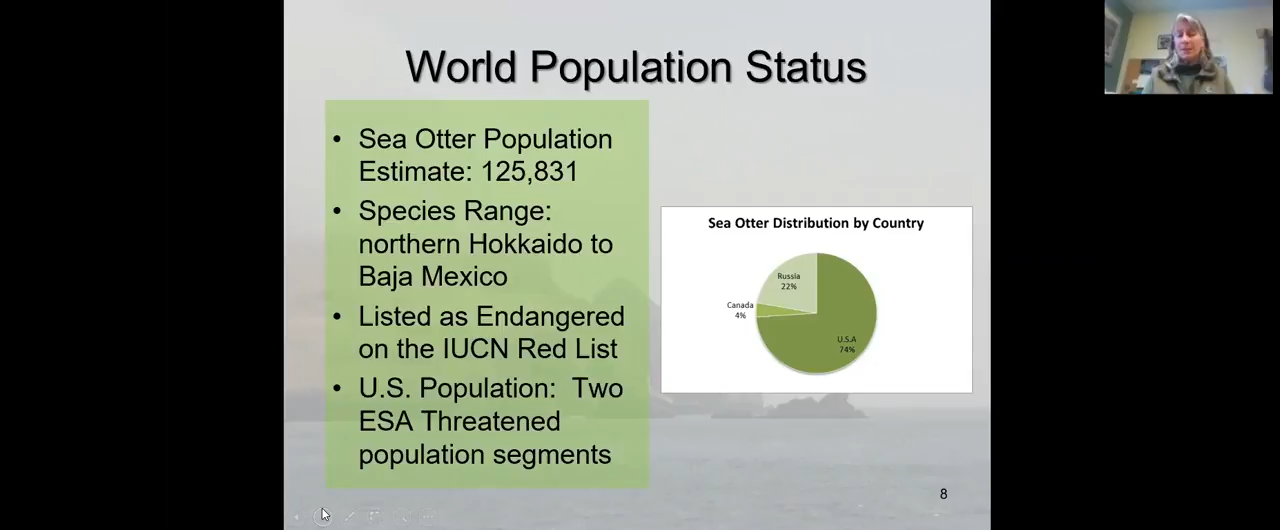 World Population Status
• Sea Otter Population
Estimate: 125,831
• Species Range:
northern Hokkaido to
Baja Mexico
• Listed as Endangered
on the IUCN Red List
• U.S. Population: Two
ESA Threatened
population segments
Sea Otter Distribution by Country
Russia
22%
Canada
4%
U.S.A
74%
8